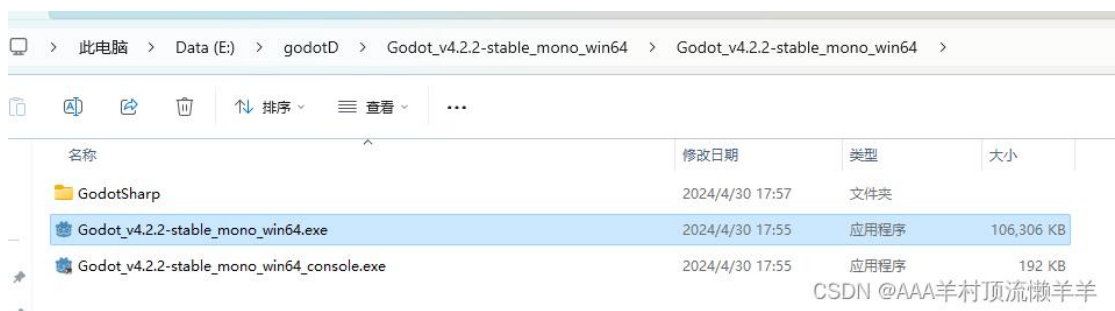 此电脑 > Data (E:) > godotD > Godot_v4.2.2-stable_mono_win64 > Godot_v4.2.2-stable_mono_win64 >
排序 查看 ...
名称 修改日期 类型 大小
GodotSharp 2024/4/30 17:57 文件夹
Godot_v4.2.2-stable_mono_win64.exe 2024/4/30 17:55 应用程序 106,306 KB
Godot_v4.2.2-stable_mono_win64_console.exe 2024/4/30 17:55 应用程序 192 KB
CSDN @AAA羊村顶流懒羊羊